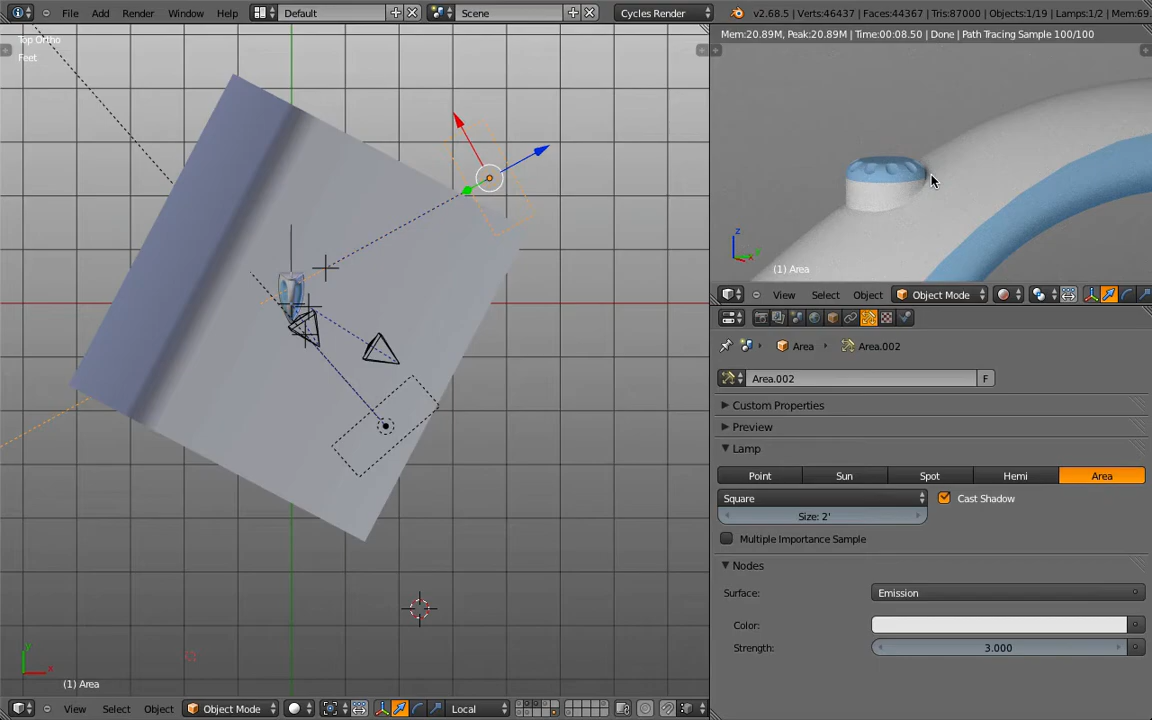 File Add Render Window Help Default Scene Cycles Render v2.68.5 | Verts:46437 | Faces:44367 | Tris:87000 | Objects:1/19 | Lamps:1/2 | Mem:69.
Top Ortho
Feet
Mem:20.89M, Peak:20.89M | Time:00:08.50 | Done | Path Tracing Sample 100/100
z
(1) Area
View Select Object Object Mode
Area Area.002
Area.002 F
Custom Properties
Preview
Lamp
Point Sun Spot Hemi Area
Square Cast Shadow
Size: 2'
Multiple Importance Sample
Nodes
Surface: Emission
Color:
Strength: 3.000
y
x
(1) Area
View Select Object Object Mode Local